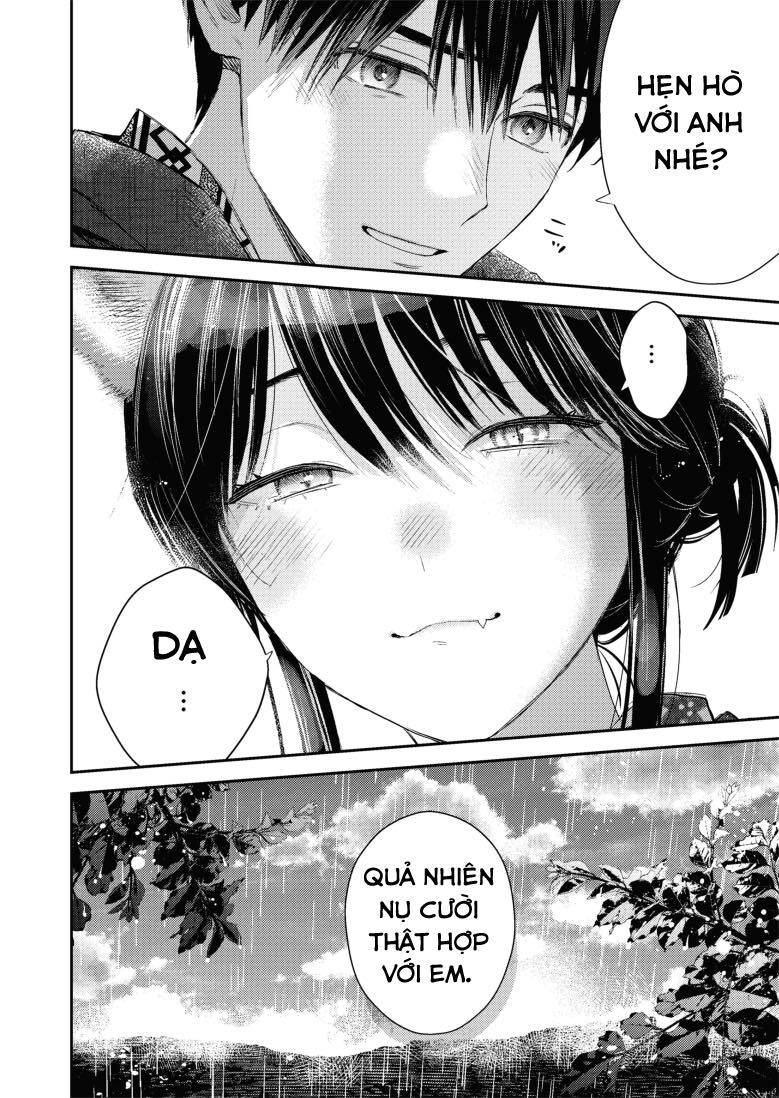 HẸN HÒ
VỚI ANH
NHÉ?
...
DẠ
...
QUẢ NHIÊN
NỤ CƯỜI
THẬT HỢP
VỚI EM.